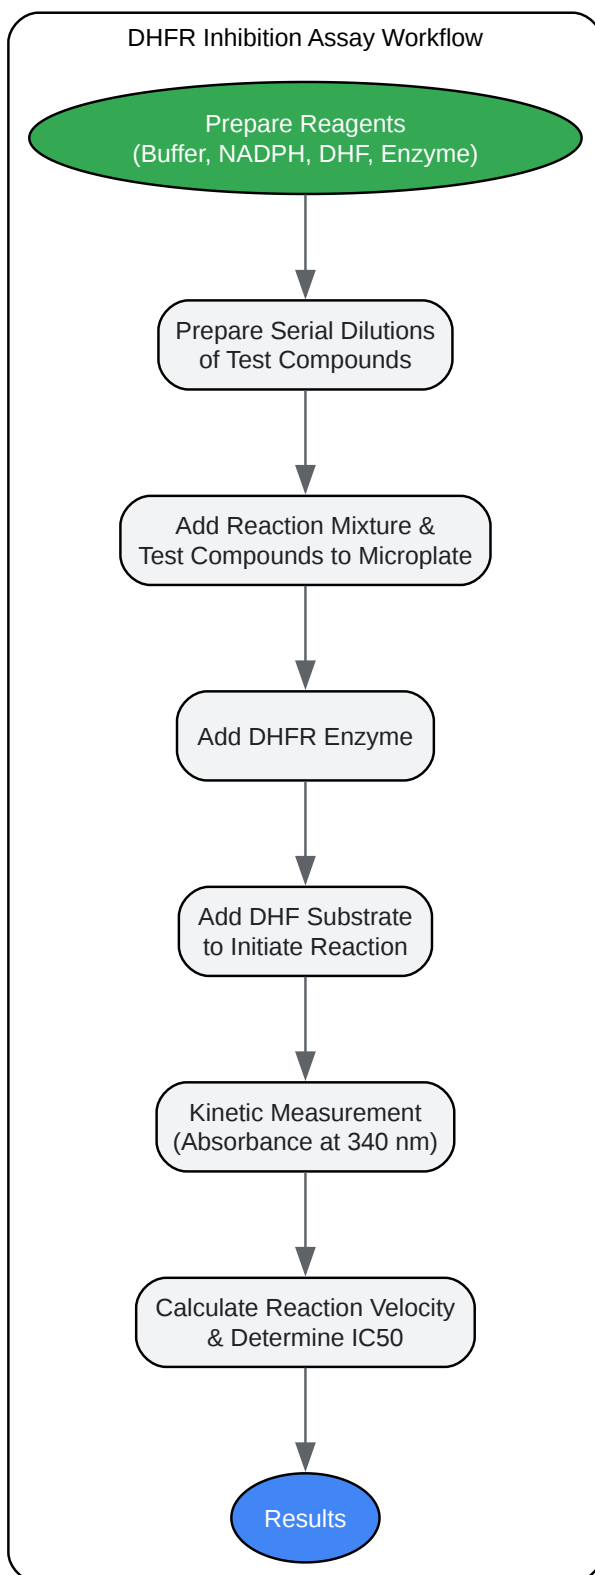 DHFR Inhibition Assay Workflow
Prepare Reagents
(Buffer, NADPH, DHF, Enzyme)
Prepare Serial Dilutions
of Test Compounds
Add Reaction Mixture &
Test Compounds to Microplate
Add DHFR Enzyme
Add DHF Substrate
to Initiate Reaction
Kinetic Measurement
(Absorbance at 340 nm)
Calculate Reaction Velocity
& Determine IC50
Results